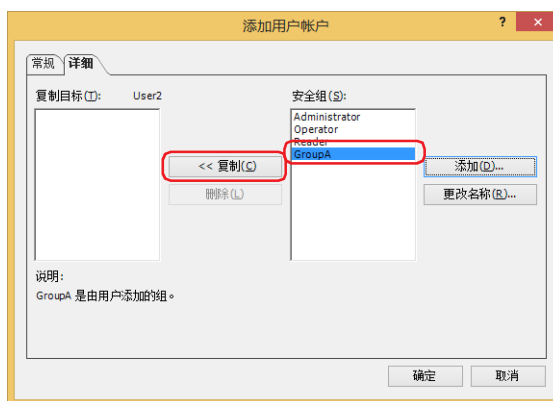 添加用户帐户
?
×
常规
详细
复制目标(T):
User2
安全组(S):
Administrator
Operator
Reader
GroupA
<< 复制(C)
删除(L)
添加(D)...
更改名称(R)...
说明:
GroupA 是由用户添加的组。
确定
取消